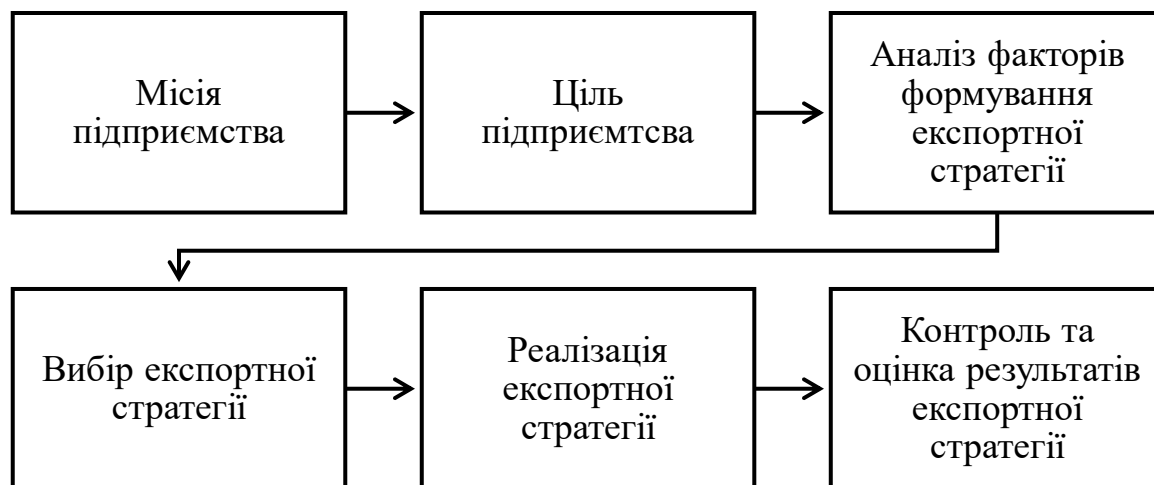 Місія
підприємства
Ціль
підприємтсва
Аналіз факторів
формування
експортної
стратегії
Вибір експортної
стратегії
Реалізація
експортної
стратегії
Контроль та
оцінка результатів
експортної
стратегії